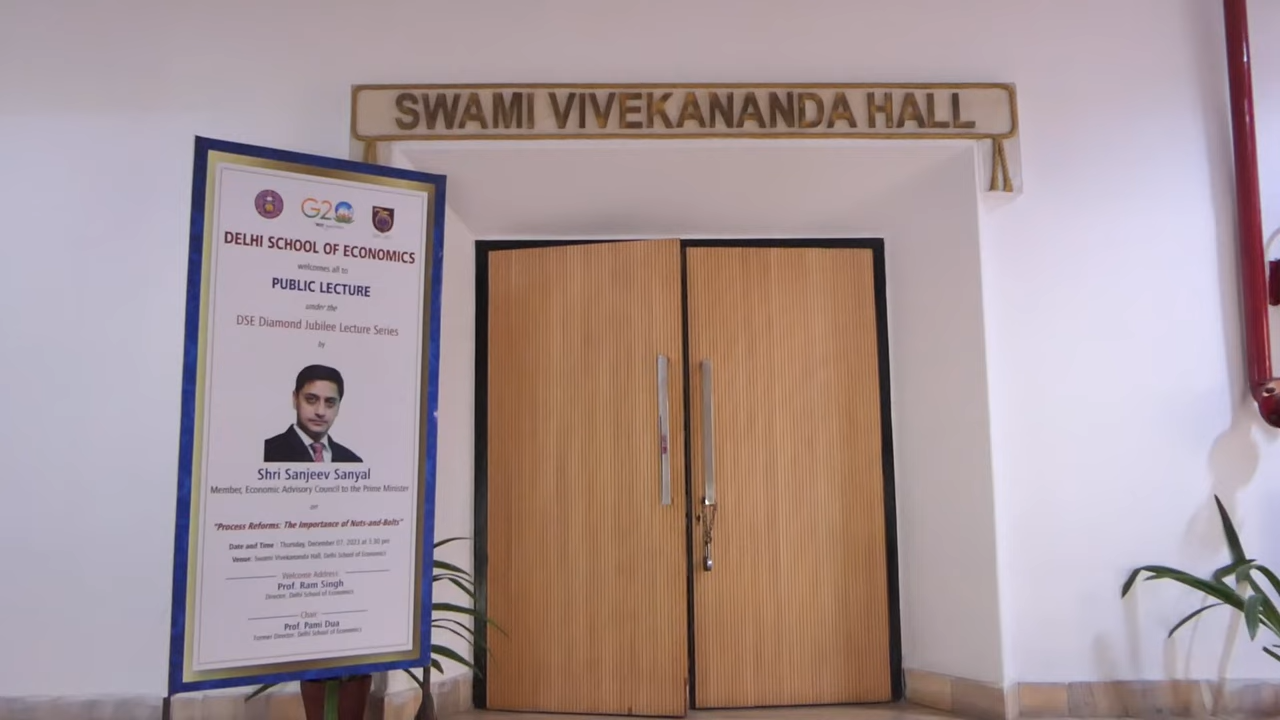 SWAMI VIVEKANANDA HALL
G20
75
DELHI SCHOOL OF ECONOMICS
welcomes all to
PUBLIC LECTURE
under the
DSE Diamond Jubilee Lecture Series
by
Shri Sanjeev Sanyal
Member, Economic Advisory Council to the Prime Minister
on
"Process Reforms: The Importance of Nuts-and-Bolts"
Date and Time : Thursday, December 07, 2023 at 3.30 pm
Venue: Swami Vivekananda Hall, Delhi School of Economics
Welcome Address
Prof. Ram Singh
Director, Delhi School of Economics
Chair
Prof. Pami Dua
Former Director, Delhi School of Economics